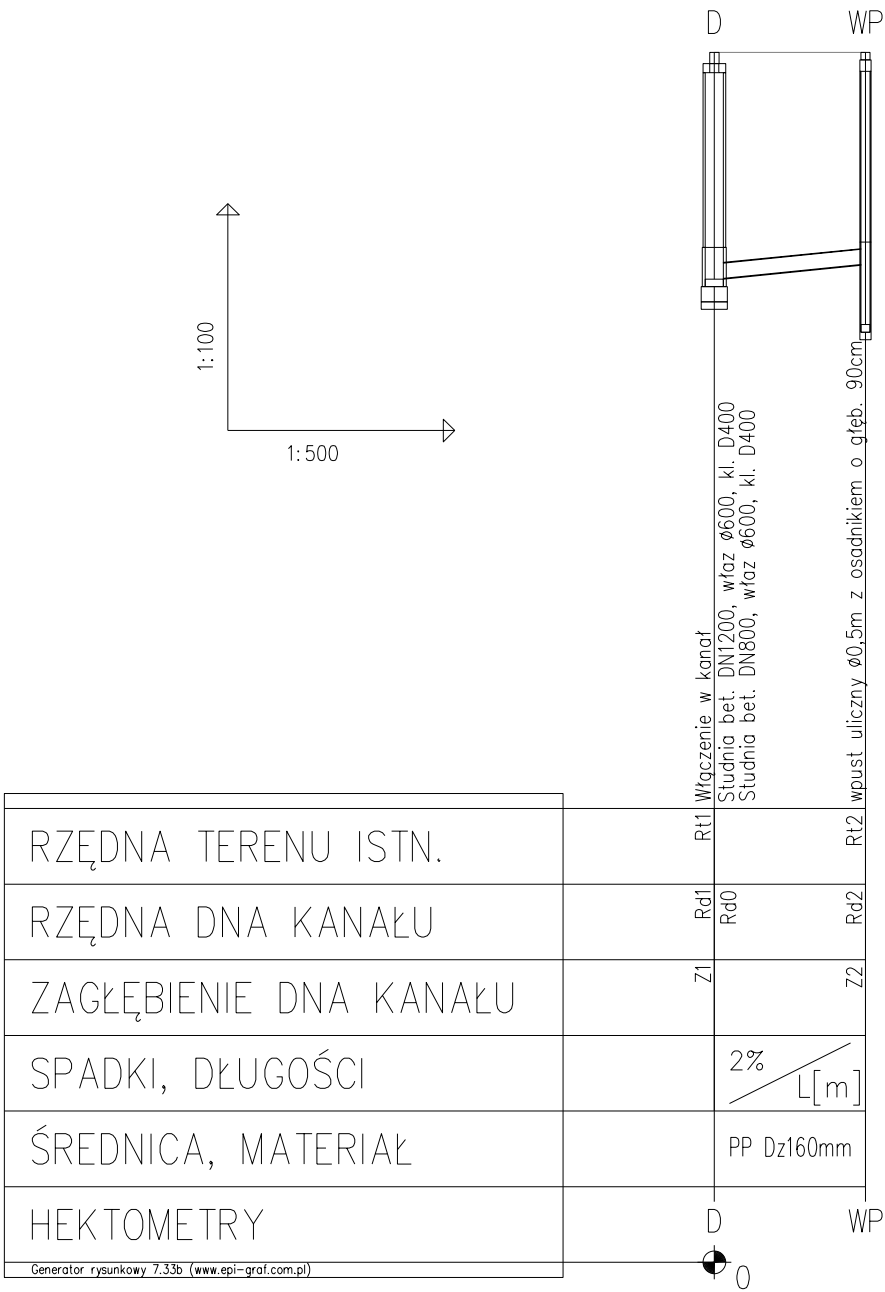 D
WP
1:100
1:500
Włączenie w kanał
Studnia bet. DN1200, właz ø600, kl. D400
Studnia bet. DN800, właz ø600, kl. D400
wpust uliczny ø0,5m z osadnikiem o głęb. 90cm
RZĘDNA TERENU ISTN.
Rt1
Rt2
RZĘDNA DNA KANAŁU
Rd1
Rd0
Rd2
ZAGŁĘBIENIE DNA KANAŁU
Z1
Z2
SPADKI, DŁUGOŚCI
2%
L[m]
ŚREDNICA, MATERIAŁ
PP Dz160mm
HEKTOMETRY
D
WP
0
Generator rysunkowy 7.33b (www.epi-graf.com.pl)